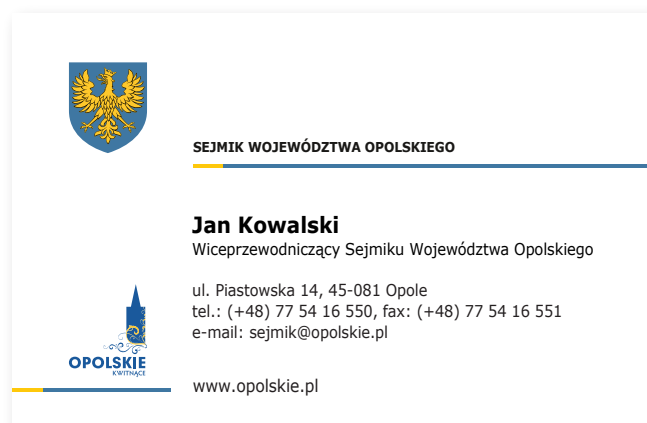 SEJMIK WOJEWÓDZTWA OPOLSKIEGO
Jan Kowalski
Wiceprzewodniczący Sejmiku Województwa Opolskiego
ul. Piastowska 14, 45-081 Opole
tel.: (+48) 77 54 16 550, fax: (+48) 77 54 16 551
e-mail: sejmik@opolskie.pl
OPOLSKIE
KWITNĄCE
www.opolskie.pl